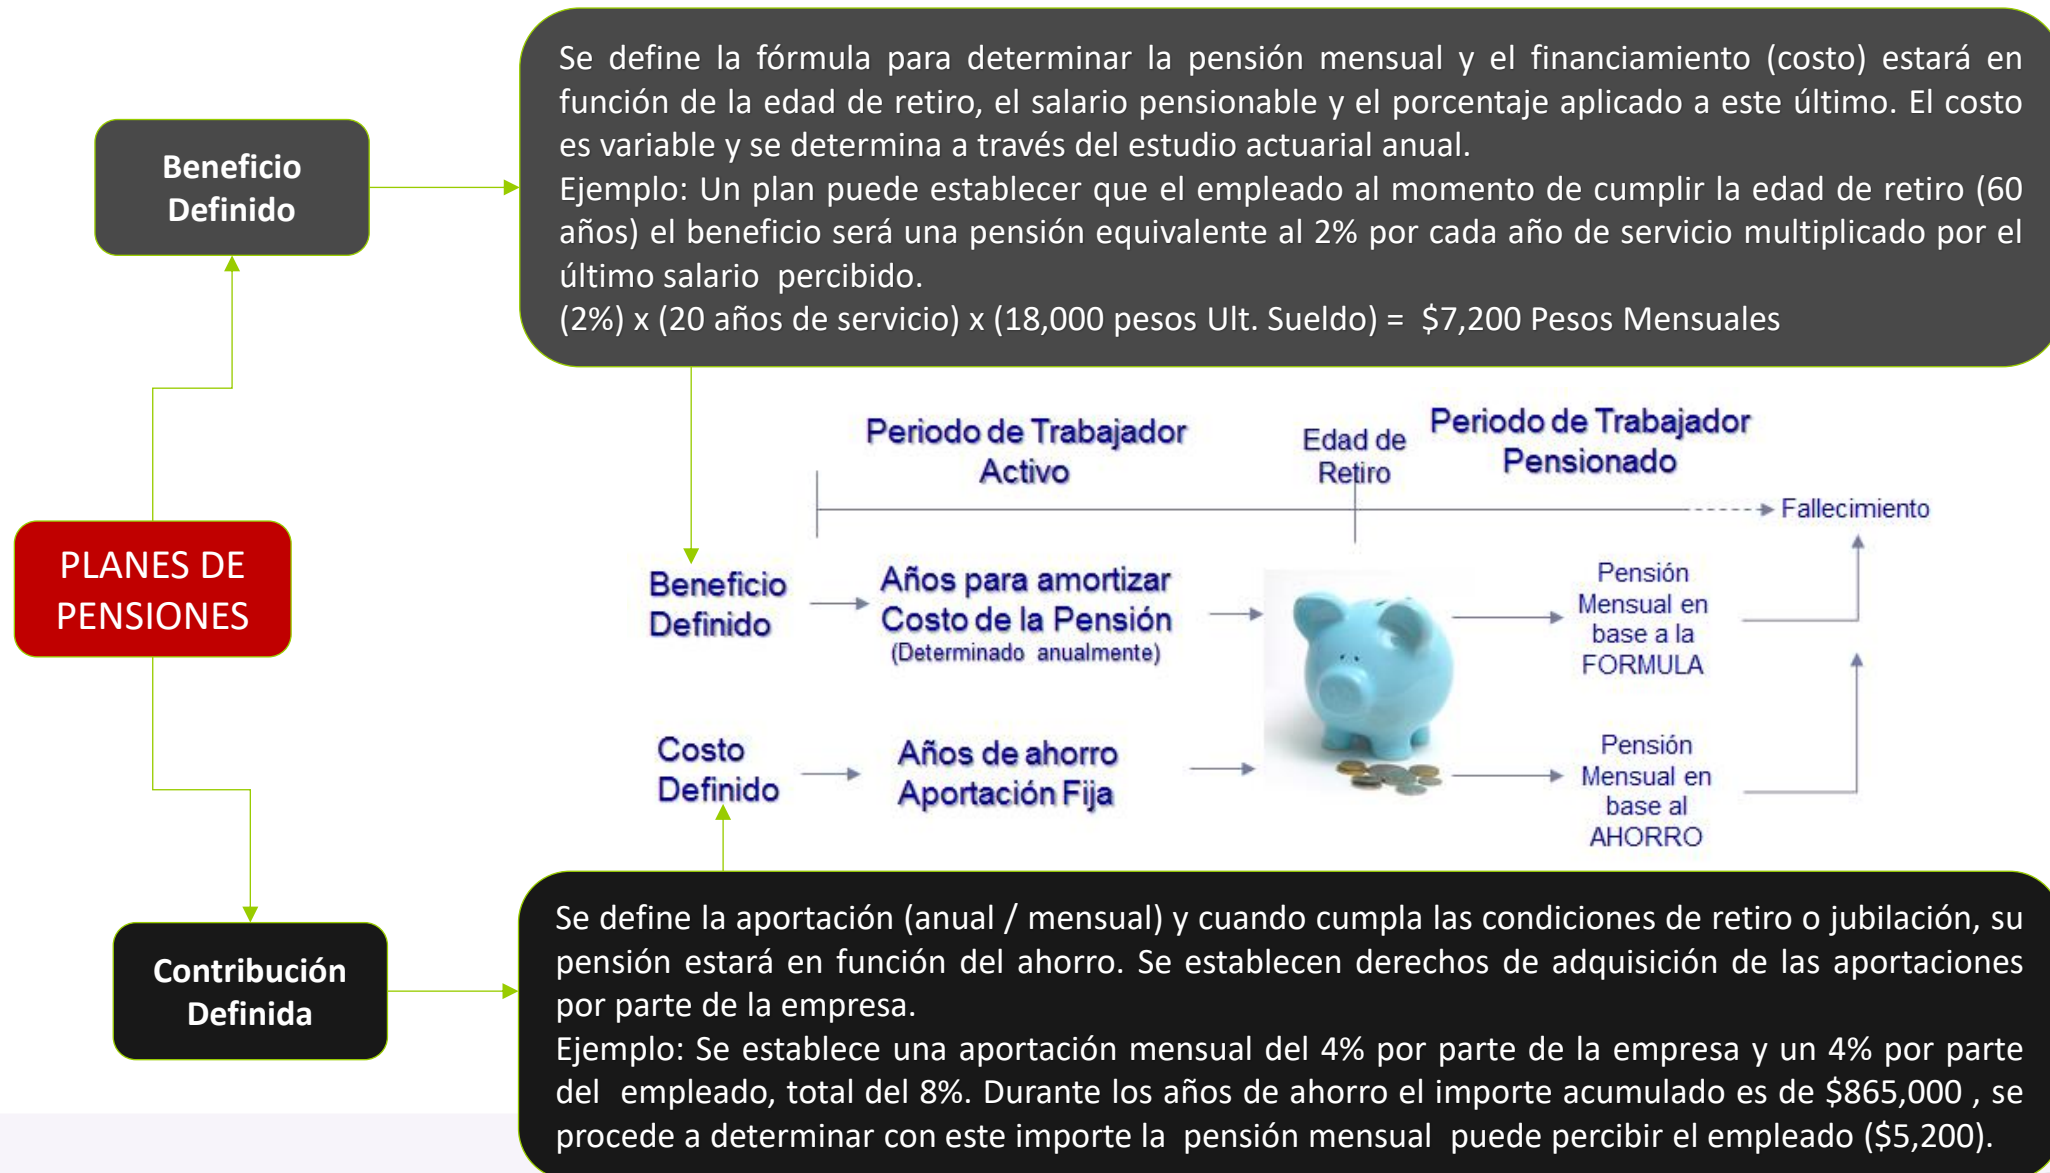 Se define la fórmula para determinar la pensión mensual y el financiamiento (costo) estará en
función de la edad de retiro, el salario pensionable y el porcentaje aplicado a este último. El costo
es variable y se determina a través del estudio actuarial anual.
Ejemplo: Un plan puede establecer que el empleado al momento de cumplir la edad de retiro (60
años) el beneficio será una pensión equivalente al 2% por cada año de servicio multiplicado por el
último salario percibido.
(2%) x (20 años de servicio) x (18,000 pesos Ult. Sueldo) = $7,200 Pesos Mensuales
Beneficio
Definido
PLANES DE
PENSIONES
Periodo de Trabajador
Activo
Edad de
Retiro
Periodo de Trabajador
Pensionado
Fallecimiento
Beneficio
Definido
Años para amortizar
Costo de la Pensión
(Determinado anualmente)
Pensión
Mensual en
base a la
FORMULA
Costo
Definido
Años de ahorro
Aportación Fija
Pensión
Mensual en
base al
AHORRO
Contribución
Definida
Se define la aportación (anual / mensual) y cuando cumpla las condiciones de retiro o jubilación, su
pensión estará en función del ahorro. Se establecen derechos de adquisición de las aportaciones
por parte de la empresa.
Ejemplo: Se establece una aportación mensual del 4% por parte de la empresa y un 4% por parte
del empleado, total del 8%. Durante los años de ahorro el importe acumulado es de $865,000 , se
procede a determinar con este importe la pensión mensual puede percibir el empleado ($5,200).